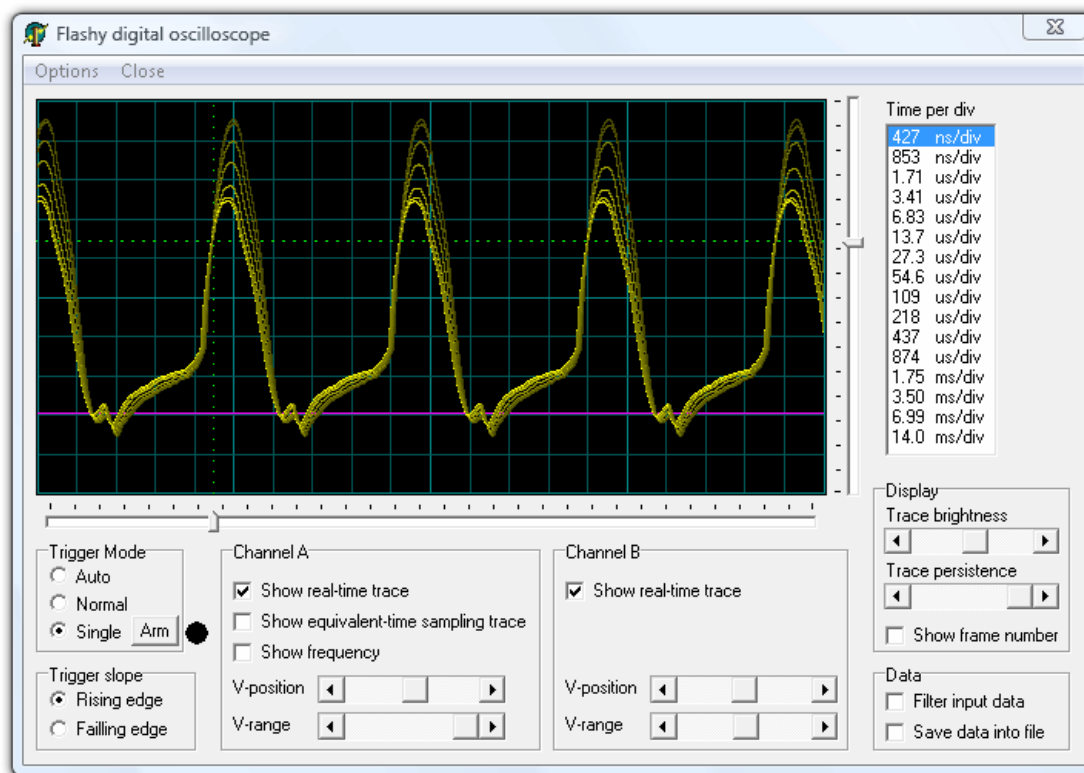 Flashy digital oscilloscope
Options Close
Time per div
427 ns/div
853 ns/div
1.71 us/div
3.41 us/div
6.83 us/div
13.7 us/div
27.3 us/div
54.6 us/div
109 us/div
218 us/div
437 us/div
874 us/div
1.75 ms/div
3.50 ms/div
6.99 ms/div
14.0 ms/div
Display
Trace brightness
Trace persistence
Show frame number
Trigger Mode
Auto
Normal
Single Arm
Trigger slope
Rising edge
Failling edge
Channel A
Show real-time trace
Show equivalent-time sampling trace
Show frequency
V-position
V-range
Channel B
Show real-time trace
V-position
V-range
Data
Filter input data
Save data into file